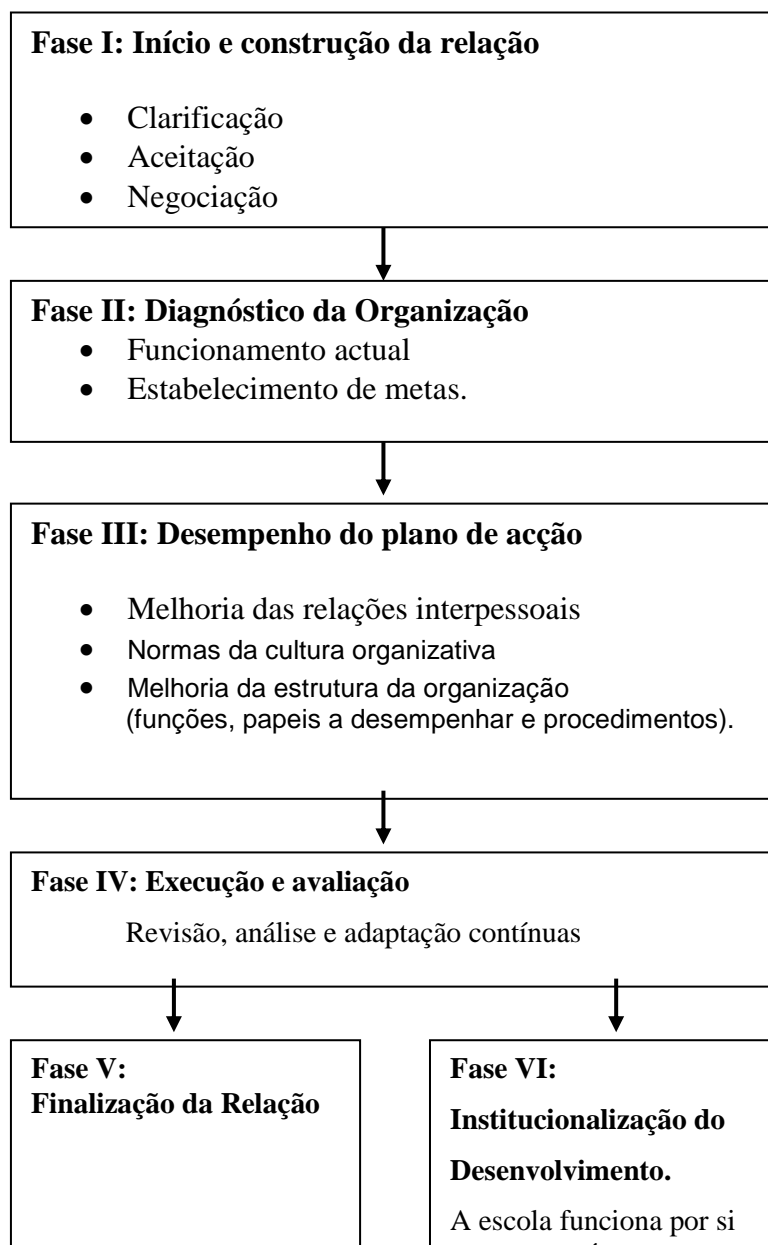 Fase I: Início e construção da relação
• Clarificação
• Aceitação
• Negociação
Fase II: Diagnóstico da Organização
• Funcionamento actual
• Estabelecimento de metas.
Fase III: Desempenho do plano de acção
• Melhoria das relações interpessoais
• Normas da cultura organizativa
• Melhoria da estrutura da organização
(funções, papeis a desempenhar e procedimentos).
Fase IV: Execução e avaliação
Revisão, análise e adaptação contínuas
Fase V:
Finalização da Relação
Fase VI:
Institucionalização do
Desenvolvimento.
A escola funciona por si